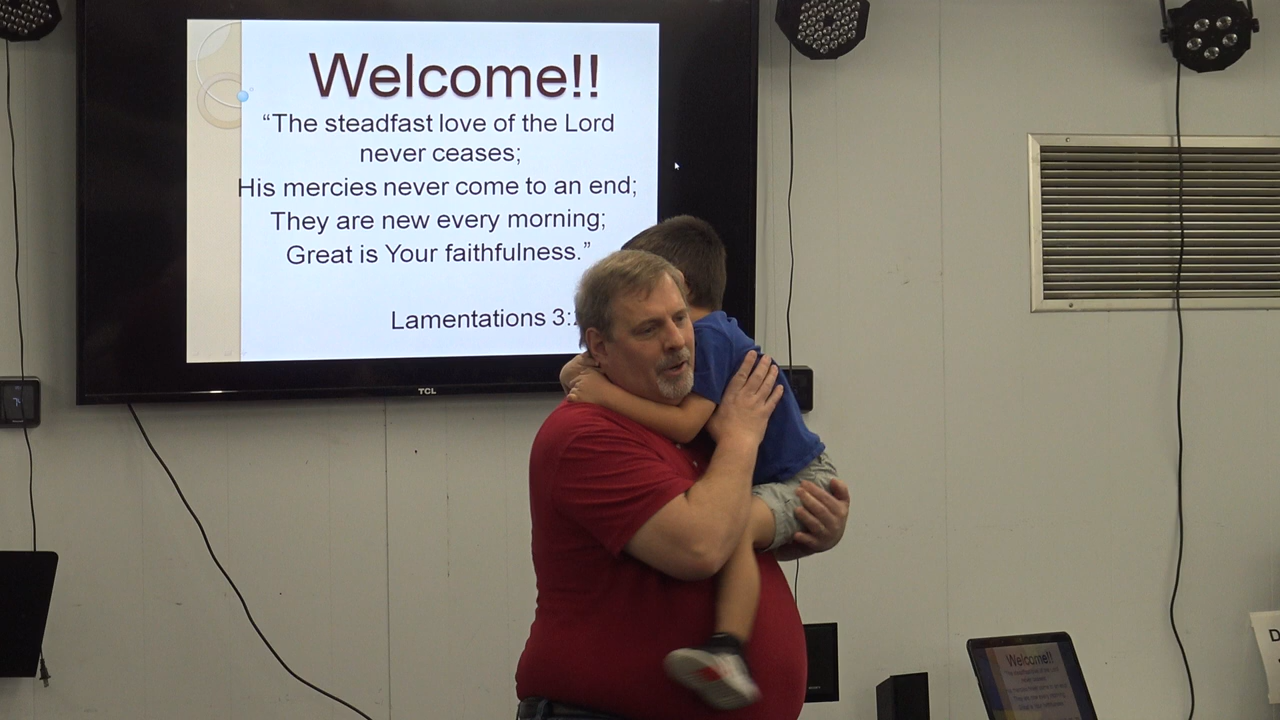 Welcome!!
“The steadfast love of the Lord
never ceases;
His mercies never come to an end;
They are new every morning;
Great is Your faithfulness.”
Lamentations 3:
TCL
Welcome!!
D